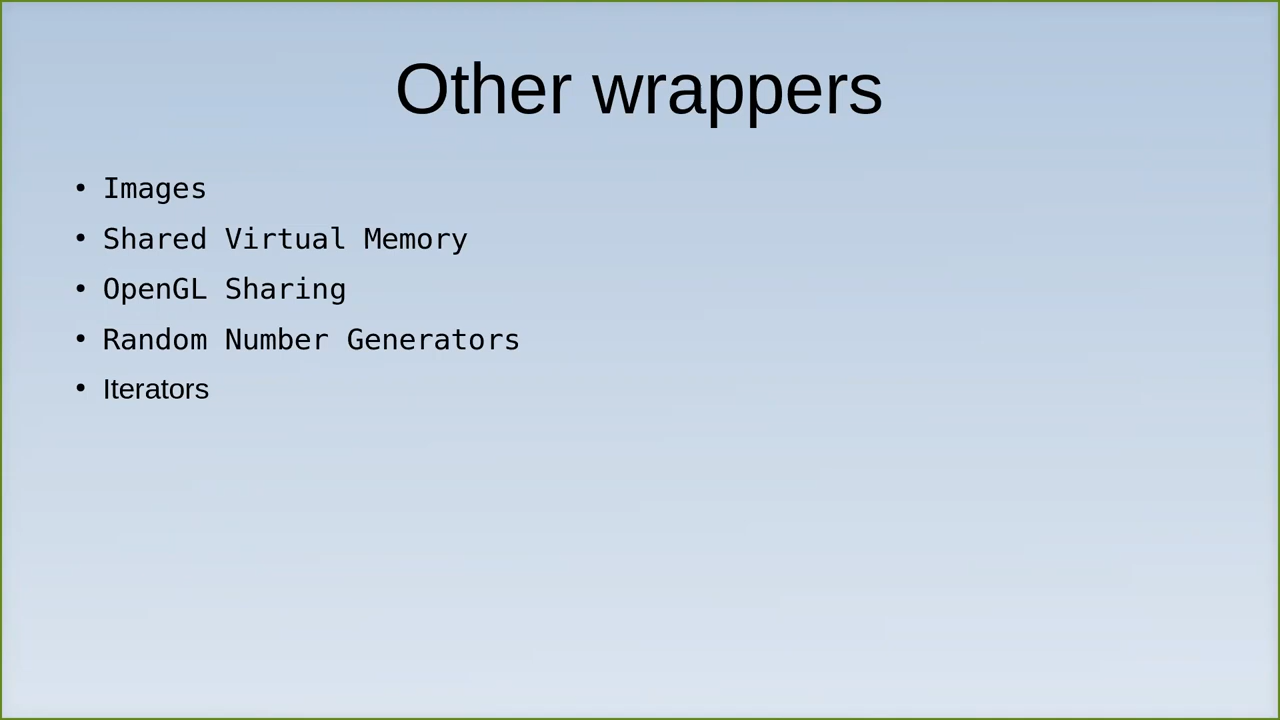 Other wrappers
• Images
• Shared Virtual Memory
• OpenGL Sharing
• Random Number Generators
• Iterators